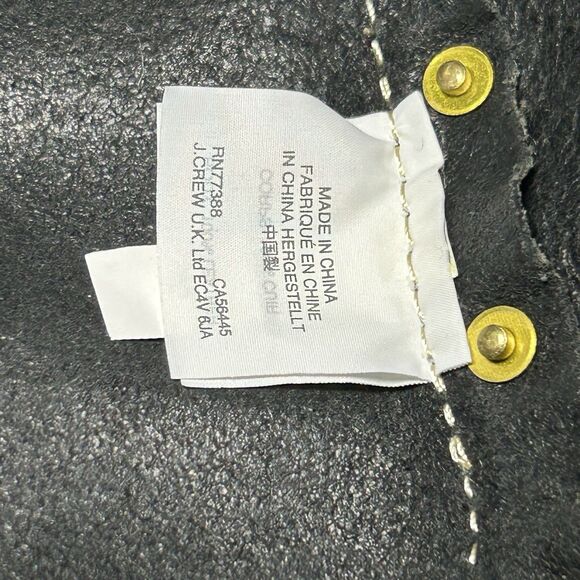 MADE IN CHINA
FABRIQUÉ EN CHINE
IN CHINA HERGESTELLT
中国製
RN77388 CA56445
J.CREW U.K. Ltd EC4V 6JA